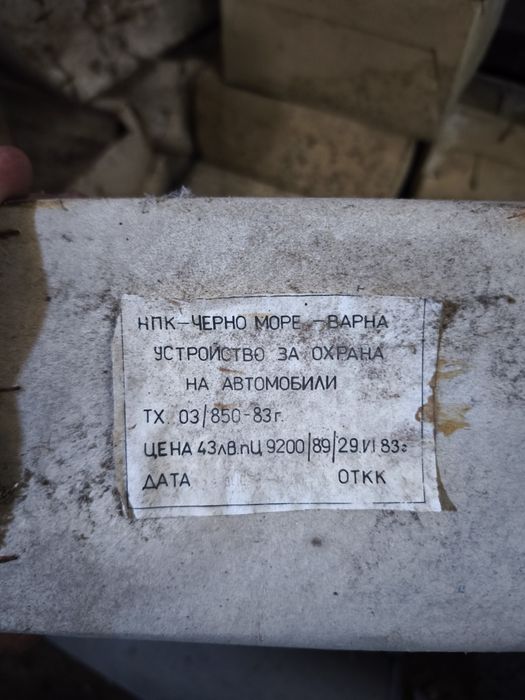 НПК-ЧЕРНО МОРЕ -ВАРНА
УСТРОЙСТВО ЗА ОХРАНА
НА АВТОМОБИЛИ
ТХ. 03/850-83г.
ЦЕНА 43лв.пЦ 9200/89/29.VI 83г
ДАТА ОТКК